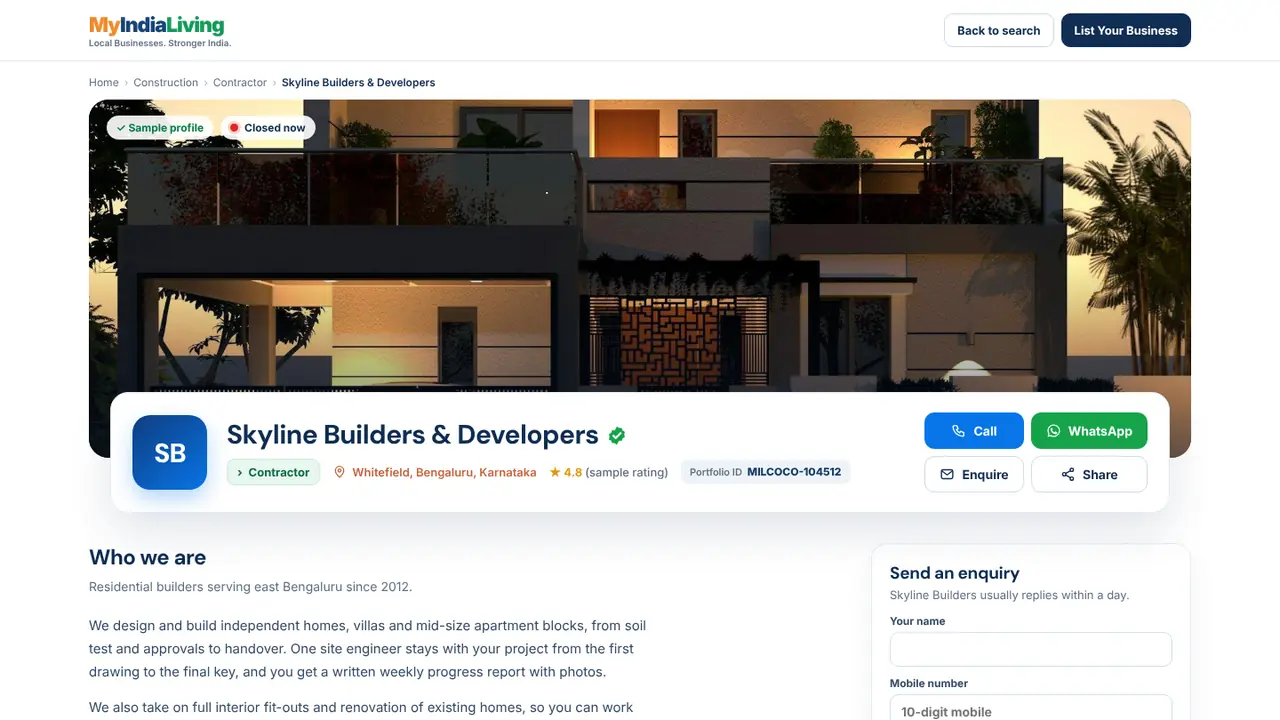 MyIndiaLiving
Local Businesses. Stronger India.
Back to search
List Your Business
Home › Construction › Contractor › Skyline Builders & Developers
✓ Sample profile
Closed now
SB
Skyline Builders & Developers
› Contractor
Whitefield, Bengaluru, Karnataka
★ 4.8 (sample rating)
Portfolio ID MILCOCO-104512
Call
WhatsApp
Enquire
Share
Who we are
Residential builders serving east Bengaluru since 2012.
We design and build independent homes, villas and mid-size apartment blocks, from soil
test and approvals to handover. One site engineer stays with your project from the first
drawing to the final key, and you get a written weekly progress report with photos.
We also take on full interior fit-outs and renovation of existing homes, so you can work
Send an enquiry
Skyline Builders usually replies within a day.
Your name
Mobile number
10-digit mobile